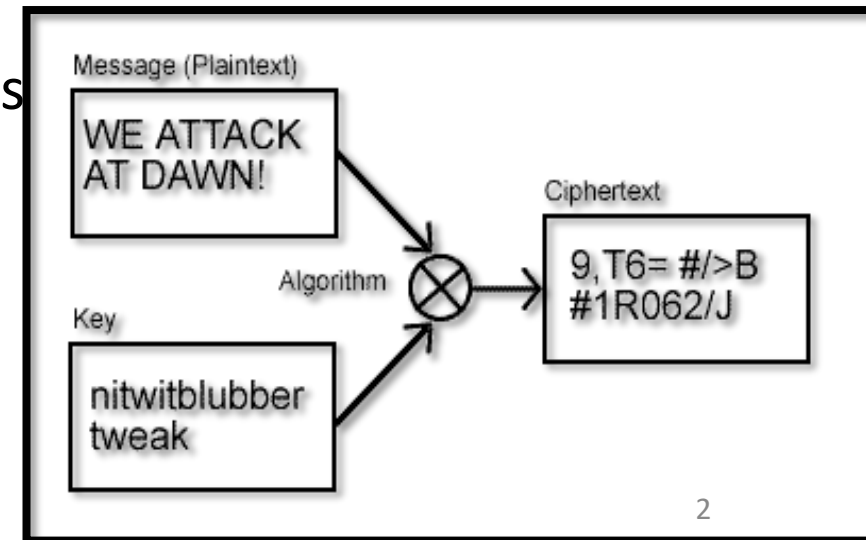 s
Message (Plaintext)
WE ATTACK
AT DAWN!
Algorithm
Key
nitwitblubber
tweak
Ciphertext
9,T6= #/>B
#1R062/J
2